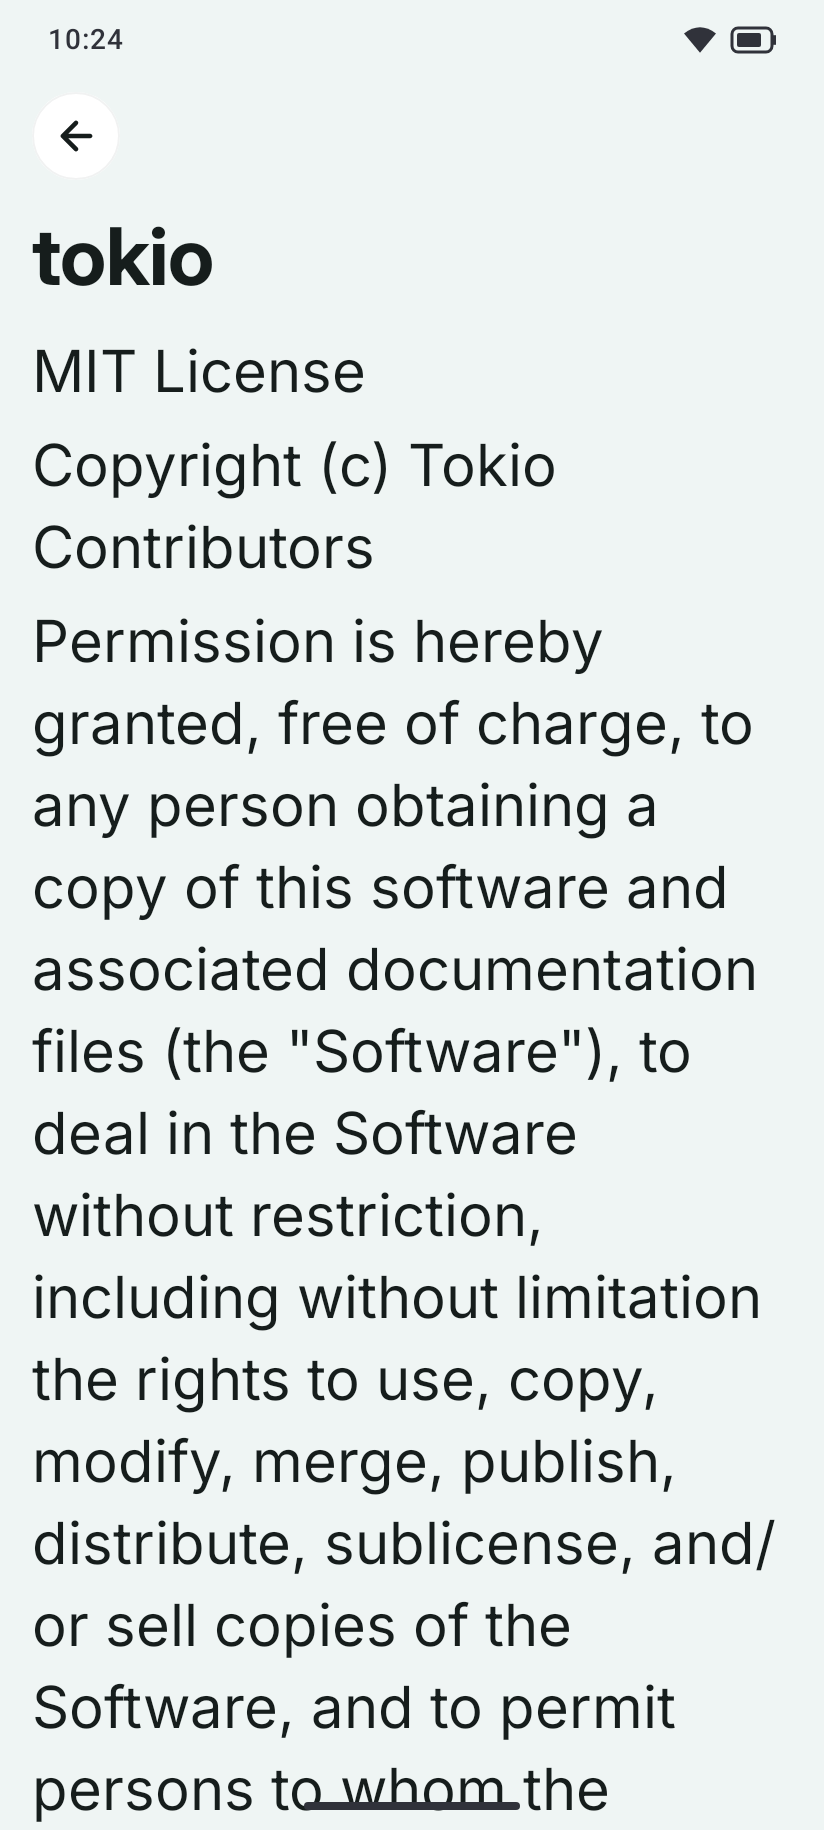 10:24
tokio
MIT License
Copyright (c) Tokio
Contributors
Permission is hereby
granted, free of charge, to
any person obtaining a
copy of this software and
associated documentation
files (the "Software"), to
deal in the Software
without restriction,
including without limitation
the rights to use, copy,
modify, merge, publish,
distribute, sublicense, and/
or sell copies of the
Software, and to permit
persons to whom the